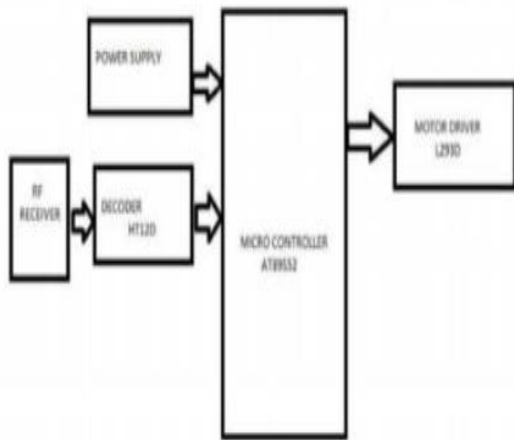 POWER SUPPLY
MOTOR DRIVER
L293D
RF
RECEIVER
DECODER
HT12D
MICRO CONTROLLER
AT89S52